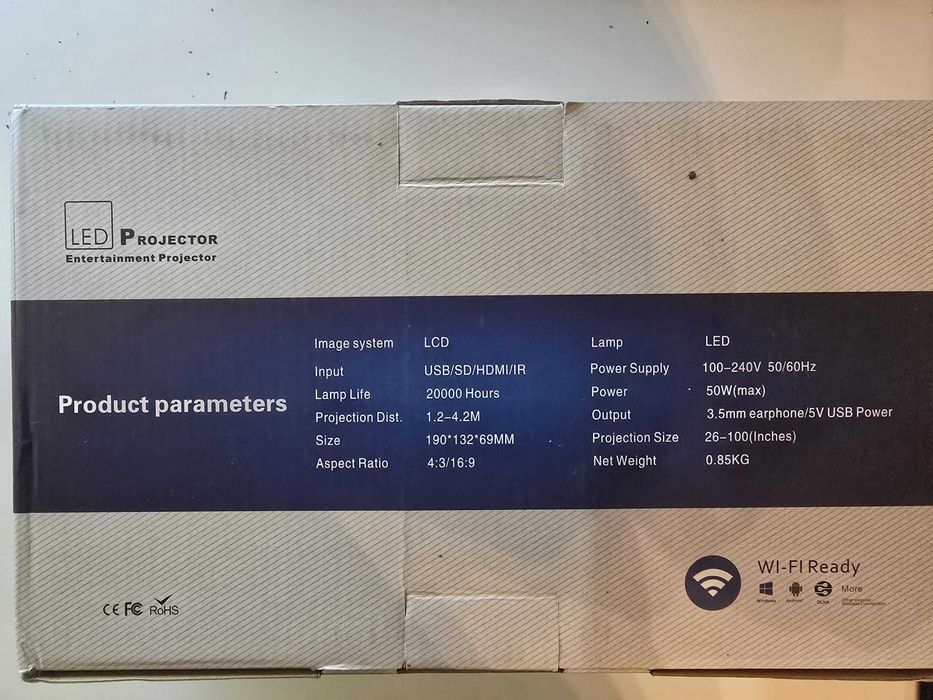 LED PROJECTOR
Entertainment Projector
Product parameters
Image system LCD
Input USB/SD/HDMI/IR
Lamp Life 20000 Hours
Projection Dist. 1.2-4.2M
Size 190*132*69MM
Aspect Ratio 4:3/16:9
Lamp LED
Power Supply 100-240V 50/60Hz
Power 50W(max)
Output 3.5mm earphone/5V USB Power
Projection Size 26-100(Inches)
Net Weight 0.85KG
CE FC RoHS
WI-FI Ready
Windows Android DLNA More